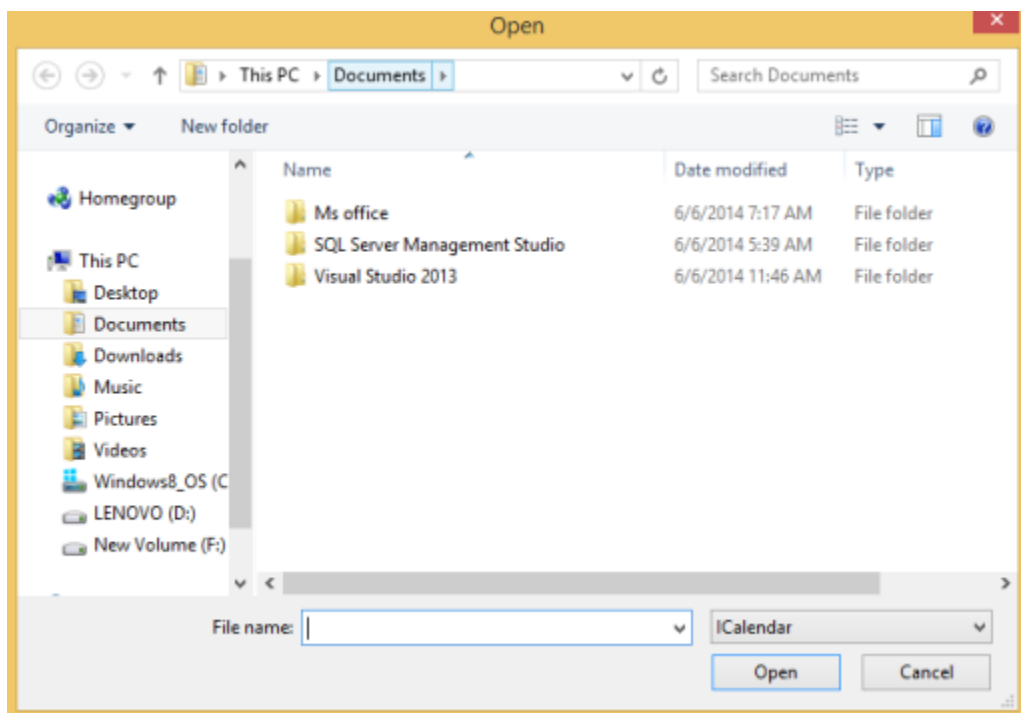 Open
This PC Documents Search Documents
Organize New folder
Name Date modified Type
Homegroup
Ms office 6/6/2014 7:17 AM File folder
SQL Server Management Studio 6/6/2014 5:39 AM File folder
Visual Studio 2013 6/6/2014 11:46 AM File folder
This PC
Desktop
Documents
Downloads
Music
Pictures
Videos
Windows8_OS (C
LENOVO (D:)
New Volume (F:)
File name: ICalendar
Open Cancel